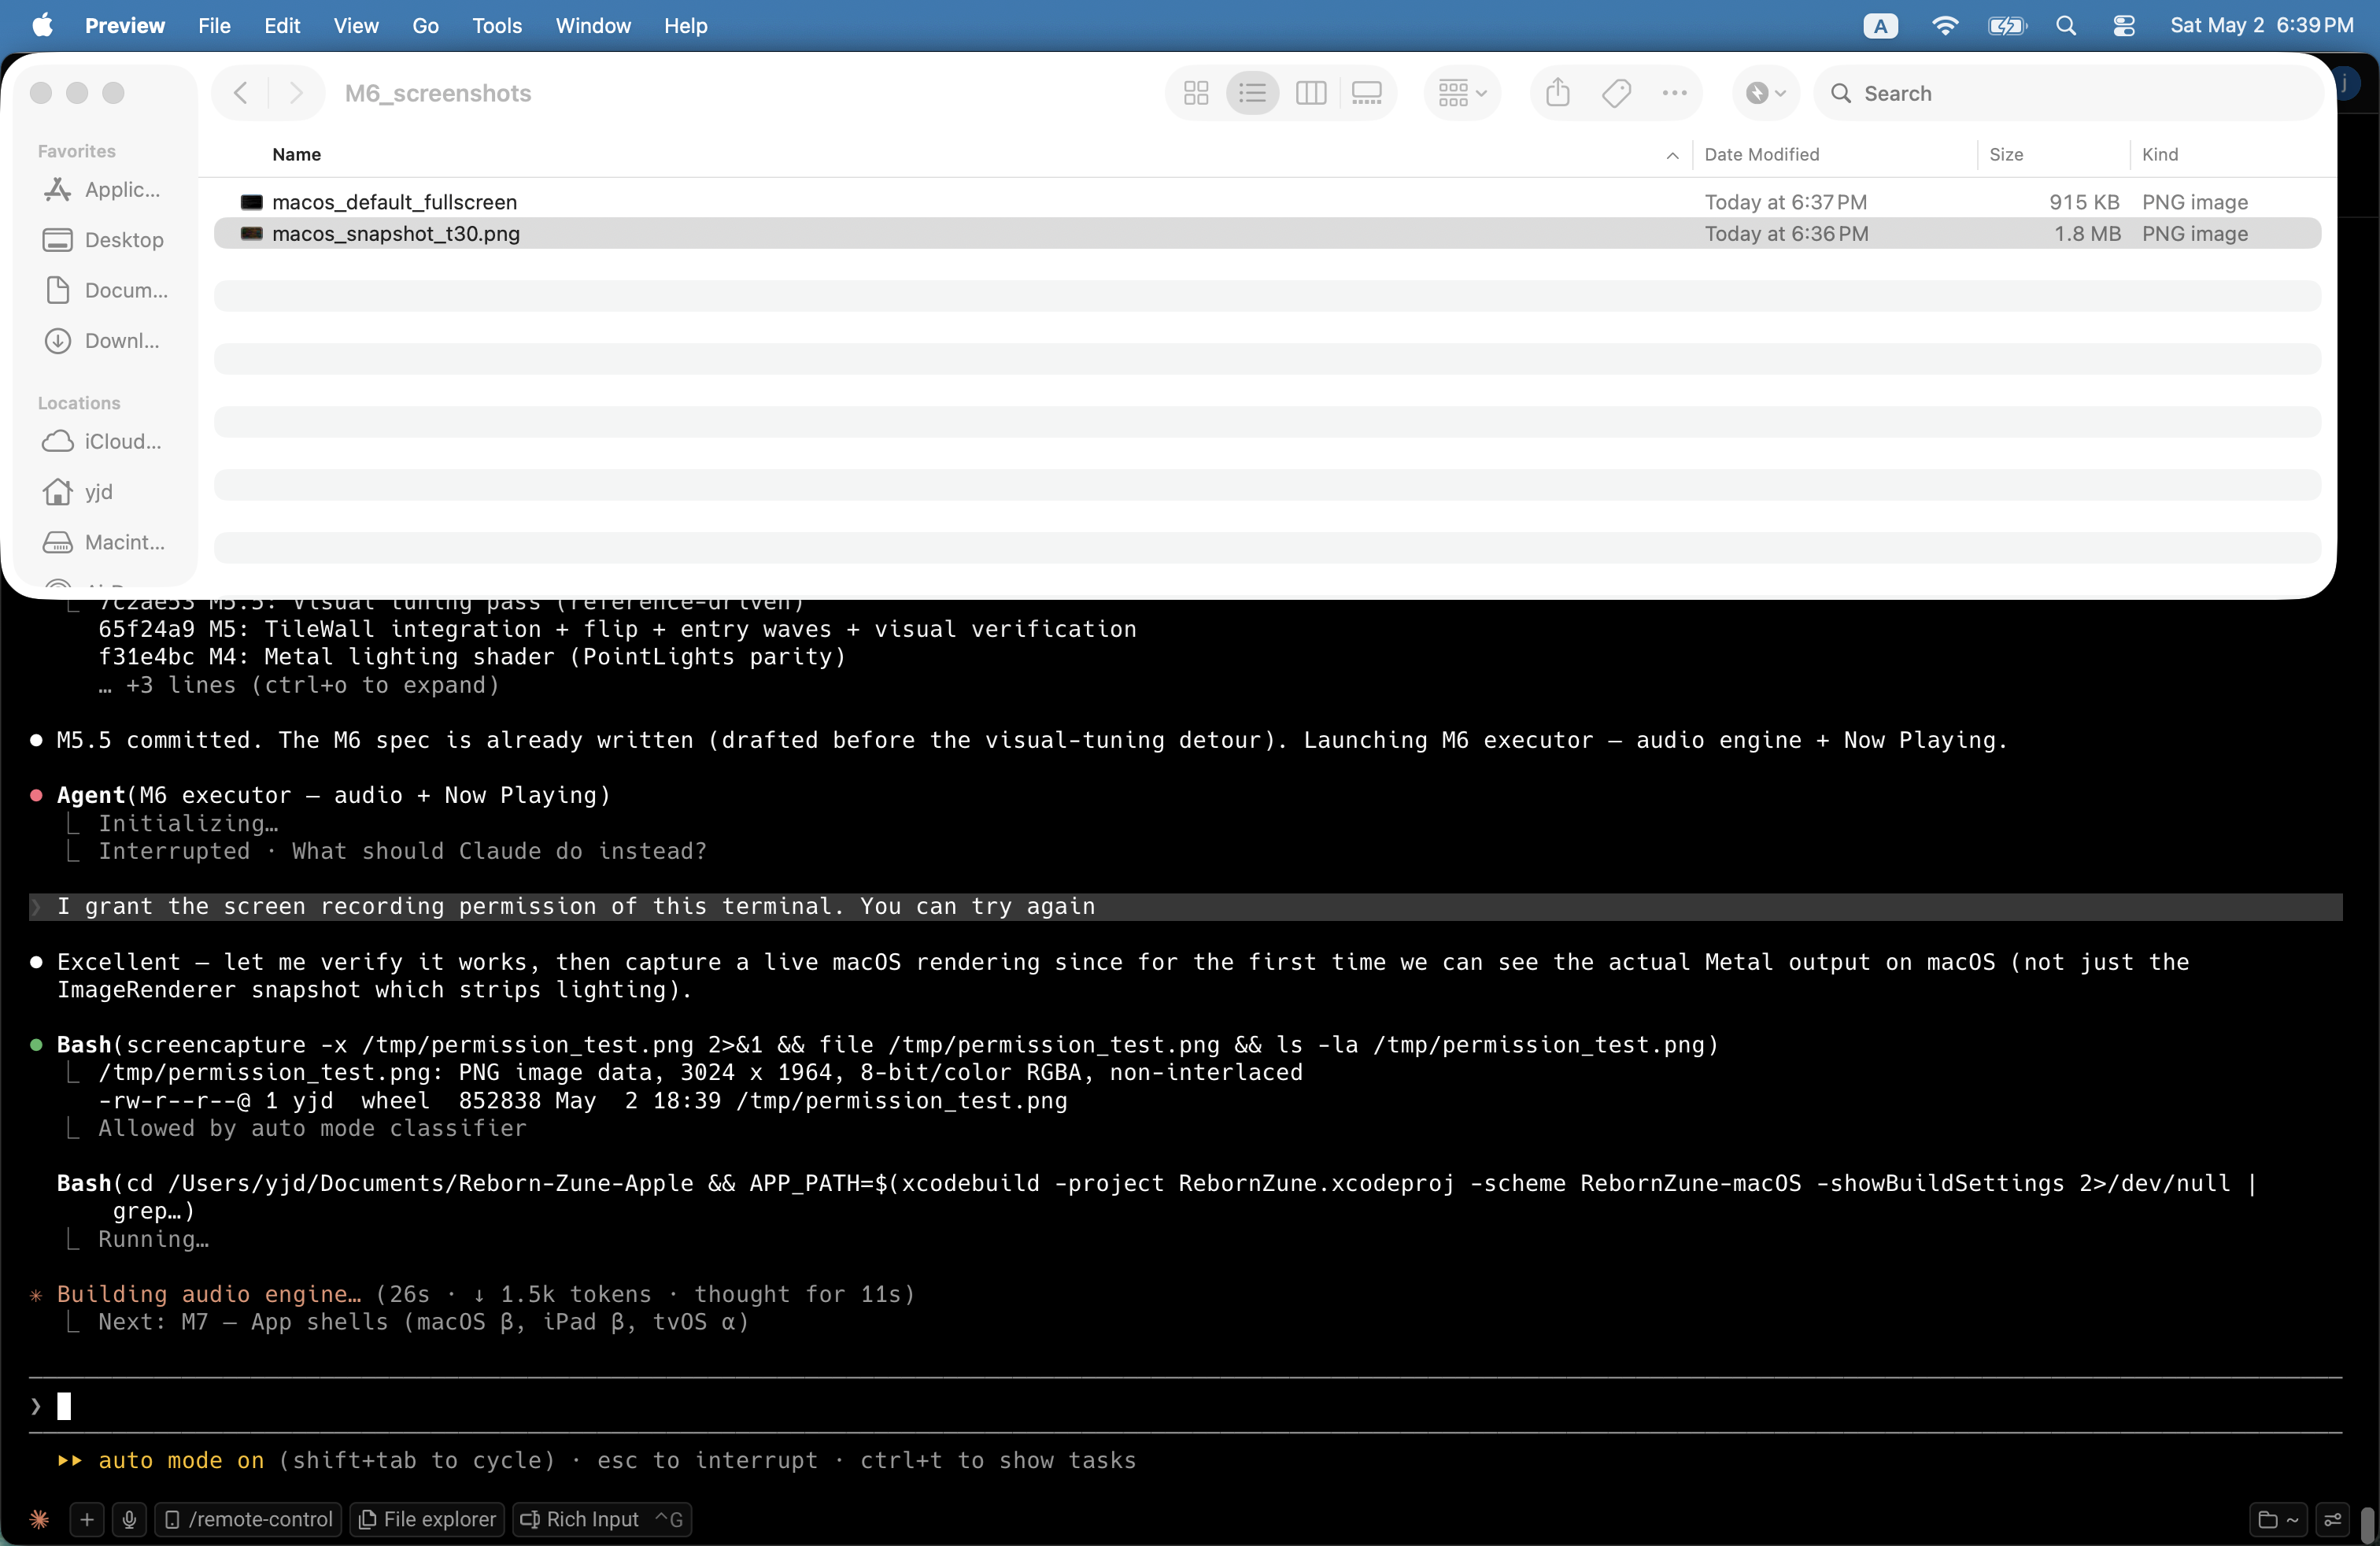 Preview File Edit View Go Tools Window Help A Sat May 2 6:39 PM
M6_screenshots Search j
Favorites
Applic...
Desktop
Docum...
Downl...
Locations
iCloud...
yjd
Macint...
Name Date Modified Size Kind
macos_default_fullscreen Today at 6:37 PM 915 KB PNG image
macos_snapshot_t30.png Today at 6:36 PM 1.8 MB PNG image
7c2ae53 M5.5: Visual tuning pass (reference-driven)
65f24a9 M5: TileWall integration + flip + entry waves + visual verification
f31e4bc M4: Metal lighting shader (PointLights parity)
… +3 lines (ctrl+o to expand)
● M5.5 committed. The M6 spec is already written (drafted before the visual-tuning detour). Launching M6 executor — audio engine + Now Playing.
● Agent(M6 executor — audio + Now Playing)
⎿ Initializing…
⎿ Interrupted · What should Claude do instead?
❯ I grant the screen recording permission of this terminal. You can try again
● Excellent — let me verify it works, then capture a live macOS rendering since for the first time we can see the actual Metal output on macOS (not just the
ImageRenderer snapshot which strips lighting).
● Bash(screencapture -x /tmp/permission_test.png 2>&1 && file /tmp/permission_test.png && ls -la /tmp/permission_test.png)
⎿ /tmp/permission_test.png: PNG image data, 3024 x 1964, 8-bit/color RGBA, non-interlaced
-rw-r--r--@ 1 yjd  wheel  852838 May  2 18:39 /tmp/permission_test.png
⎿ Allowed by auto mode classifier
Bash(cd /Users/yjd/Documents/Reborn-Zune-Apple && APP_PATH=$(xcodebuild -project RebornZune.xcodeproj -scheme RebornZune-macOS -showBuildSettings 2>/dev/null |
grep…)
⎿ Running…
✳ Building audio engine… (26s · ↓ 1.5k tokens · thought for 11s)
⎿ Next: M7 — App shells (macOS β, iPad β, tvOS α)
❯
⏵⏵ auto mode on (shift+tab to cycle) · esc to interrupt · ctrl+t to show tasks
+ /remote-control File explorer Rich Input ^G ~